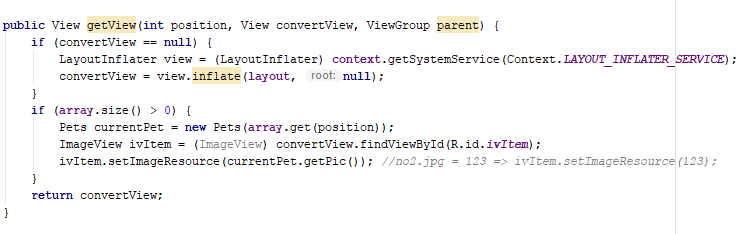 public View getView(int position, View convertView, ViewGroup parent) {
    if (convertView == null) {
        LayoutInflater view = (LayoutInflater) context.getSystemService(Context.LAYOUT_INFLATER_SERVICE);
        convertView = view.inflate(layout, root: null);
    }
    if (array.size() > 0) {
        Pets currentPet = new Pets(array.get(position));
        ImageView ivItem = (ImageView) convertView.findViewById(R.id.ivItem);
        ivItem.setImageResource(currentPet.getPic()); //no2.jpg = 123 => ivItem.setImageResource(123);
    }
    return convertView;
}